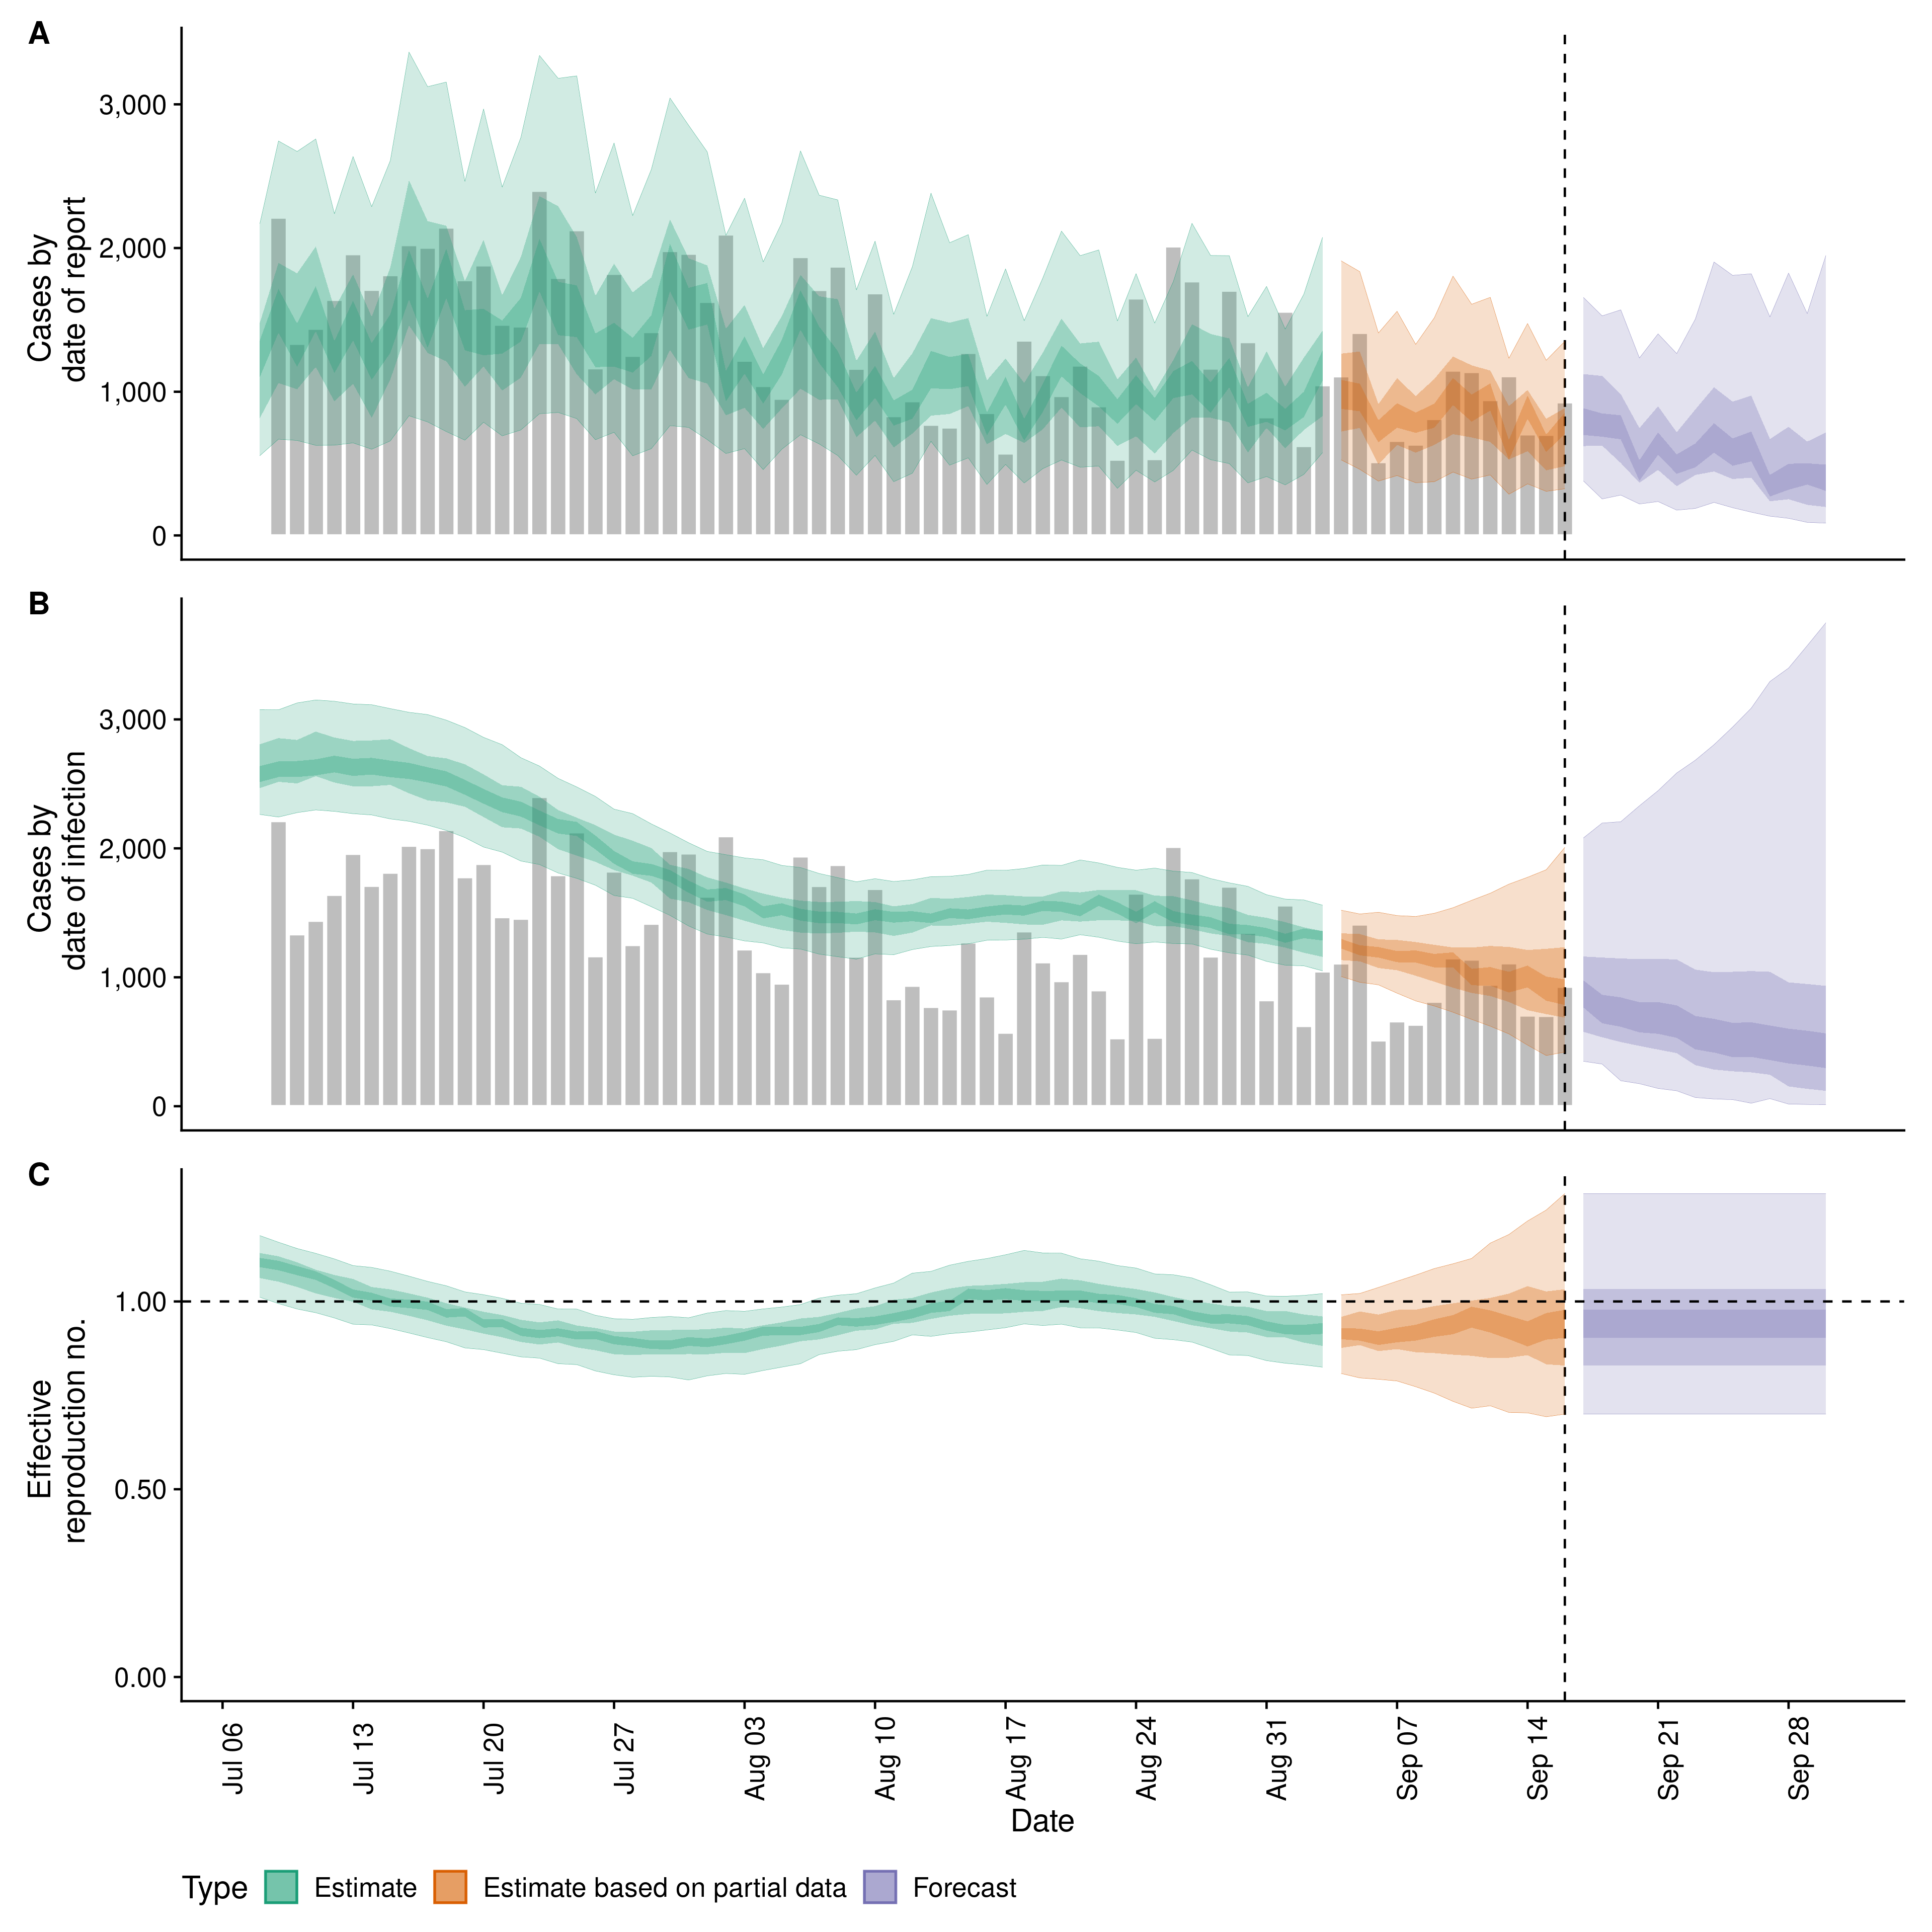 A
Cases by
date of report
3,000
2,000
1,000
0
B
Cases by
date of infection
3,000
2,000
1,000
0
C
Effective
reproduction no.
1.00
0.50
0.00
Jul 06
Jul 13
Jul 20
Jul 27
Aug 03
Aug 10
Aug 17
Aug 24
Aug 31
Sep 07
Sep 14
Sep 21
Sep 28
Date
Type Estimate Estimate based on partial data Forecast